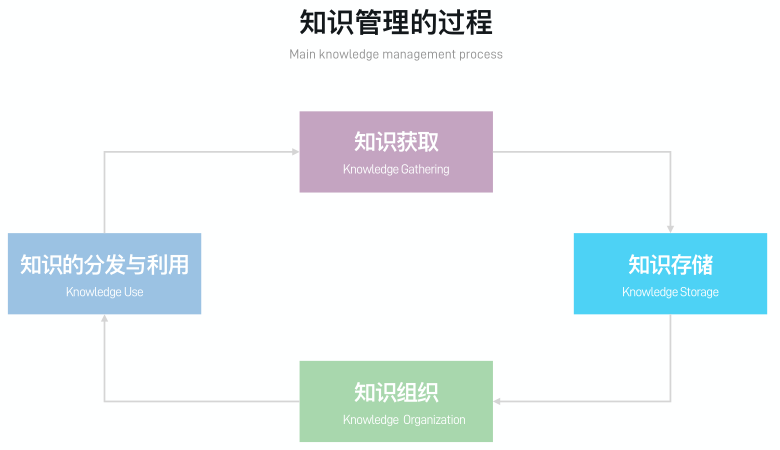 知识管理的过程
Main knowledge management process
知识获取
Knowledge Gathering
知识的分发与利用
Knowledge Use
知识存储
Knowledge Storage
知识组织
Knowledge Organization